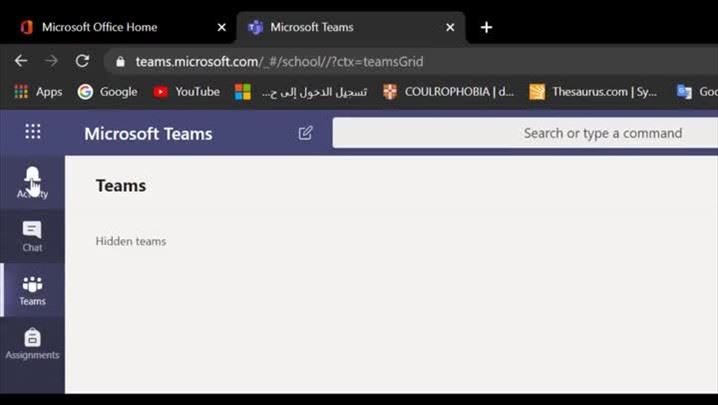 Microsoft Office Home
Microsoft Teams
teams.microsoft.com/_#/school//?ctx=teamsGrid
Apps
Google
YouTube
تسجيل الدخول إلى ح...
COULROPHOBIA | d...
Thesaurus.com | Sy...
Goo
Microsoft Teams
Search or type a command
Activity
Teams
Hidden teams
Chat
Teams
Assignments